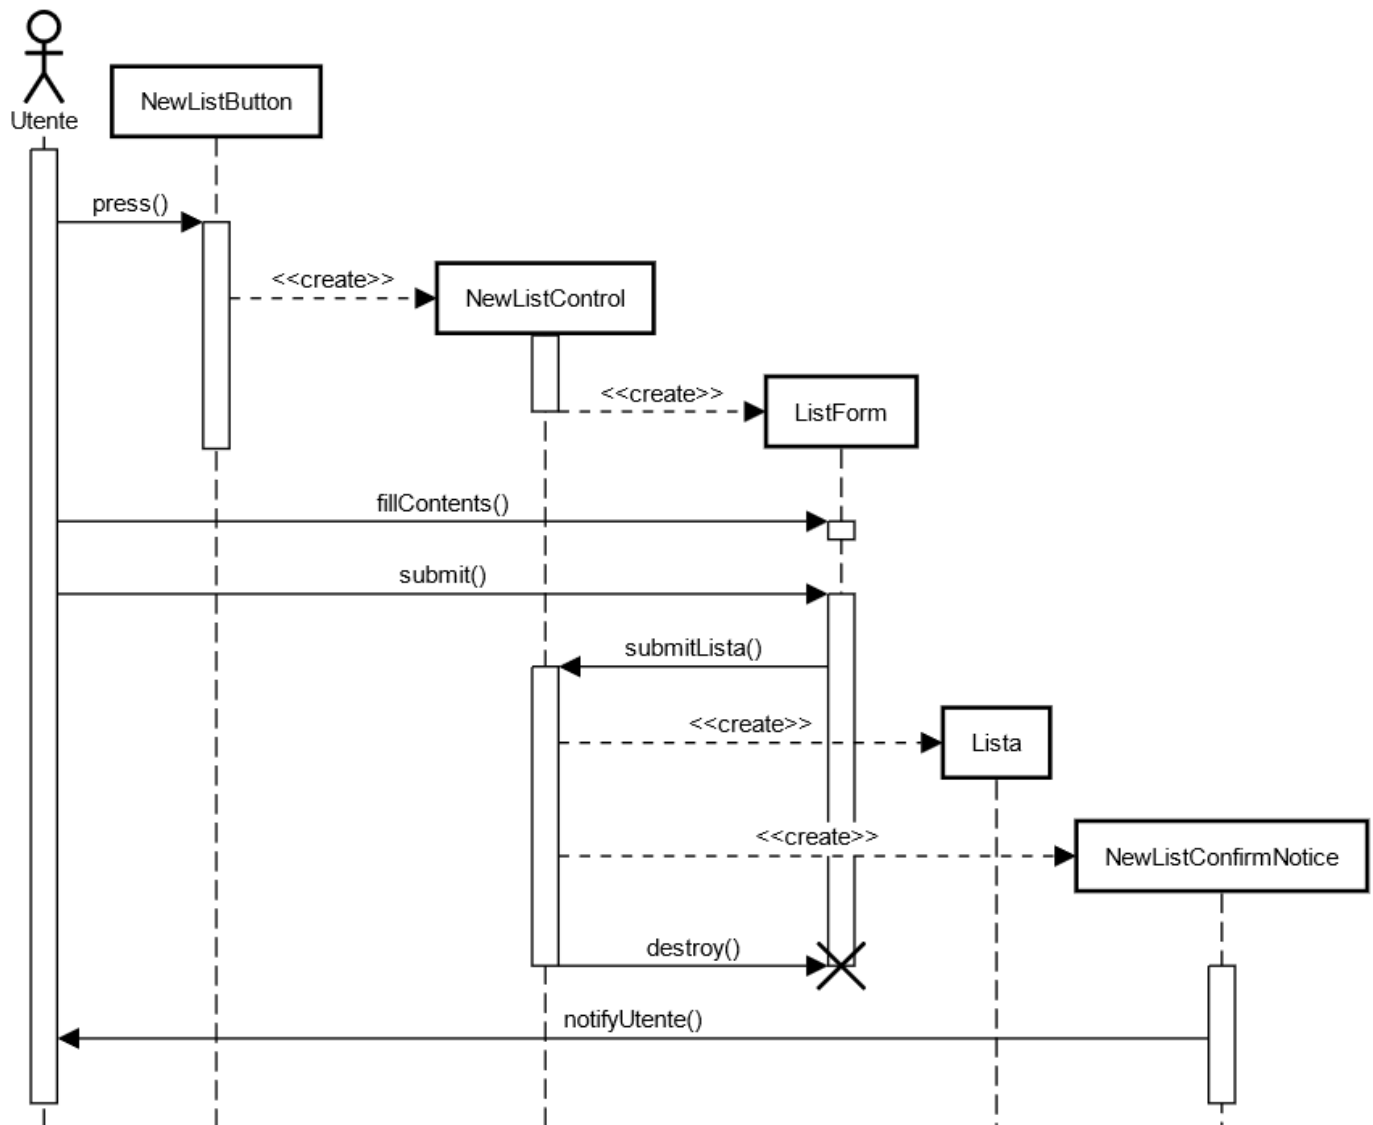 Utente
NewListButton
press()
<<create>>
NewListControl
<<create>>
ListForm
fillContents()
submit()
submitLista()
<<create>>
Lista
<<create>>
NewListConfirmNotice
destroy()
notifyUtente()